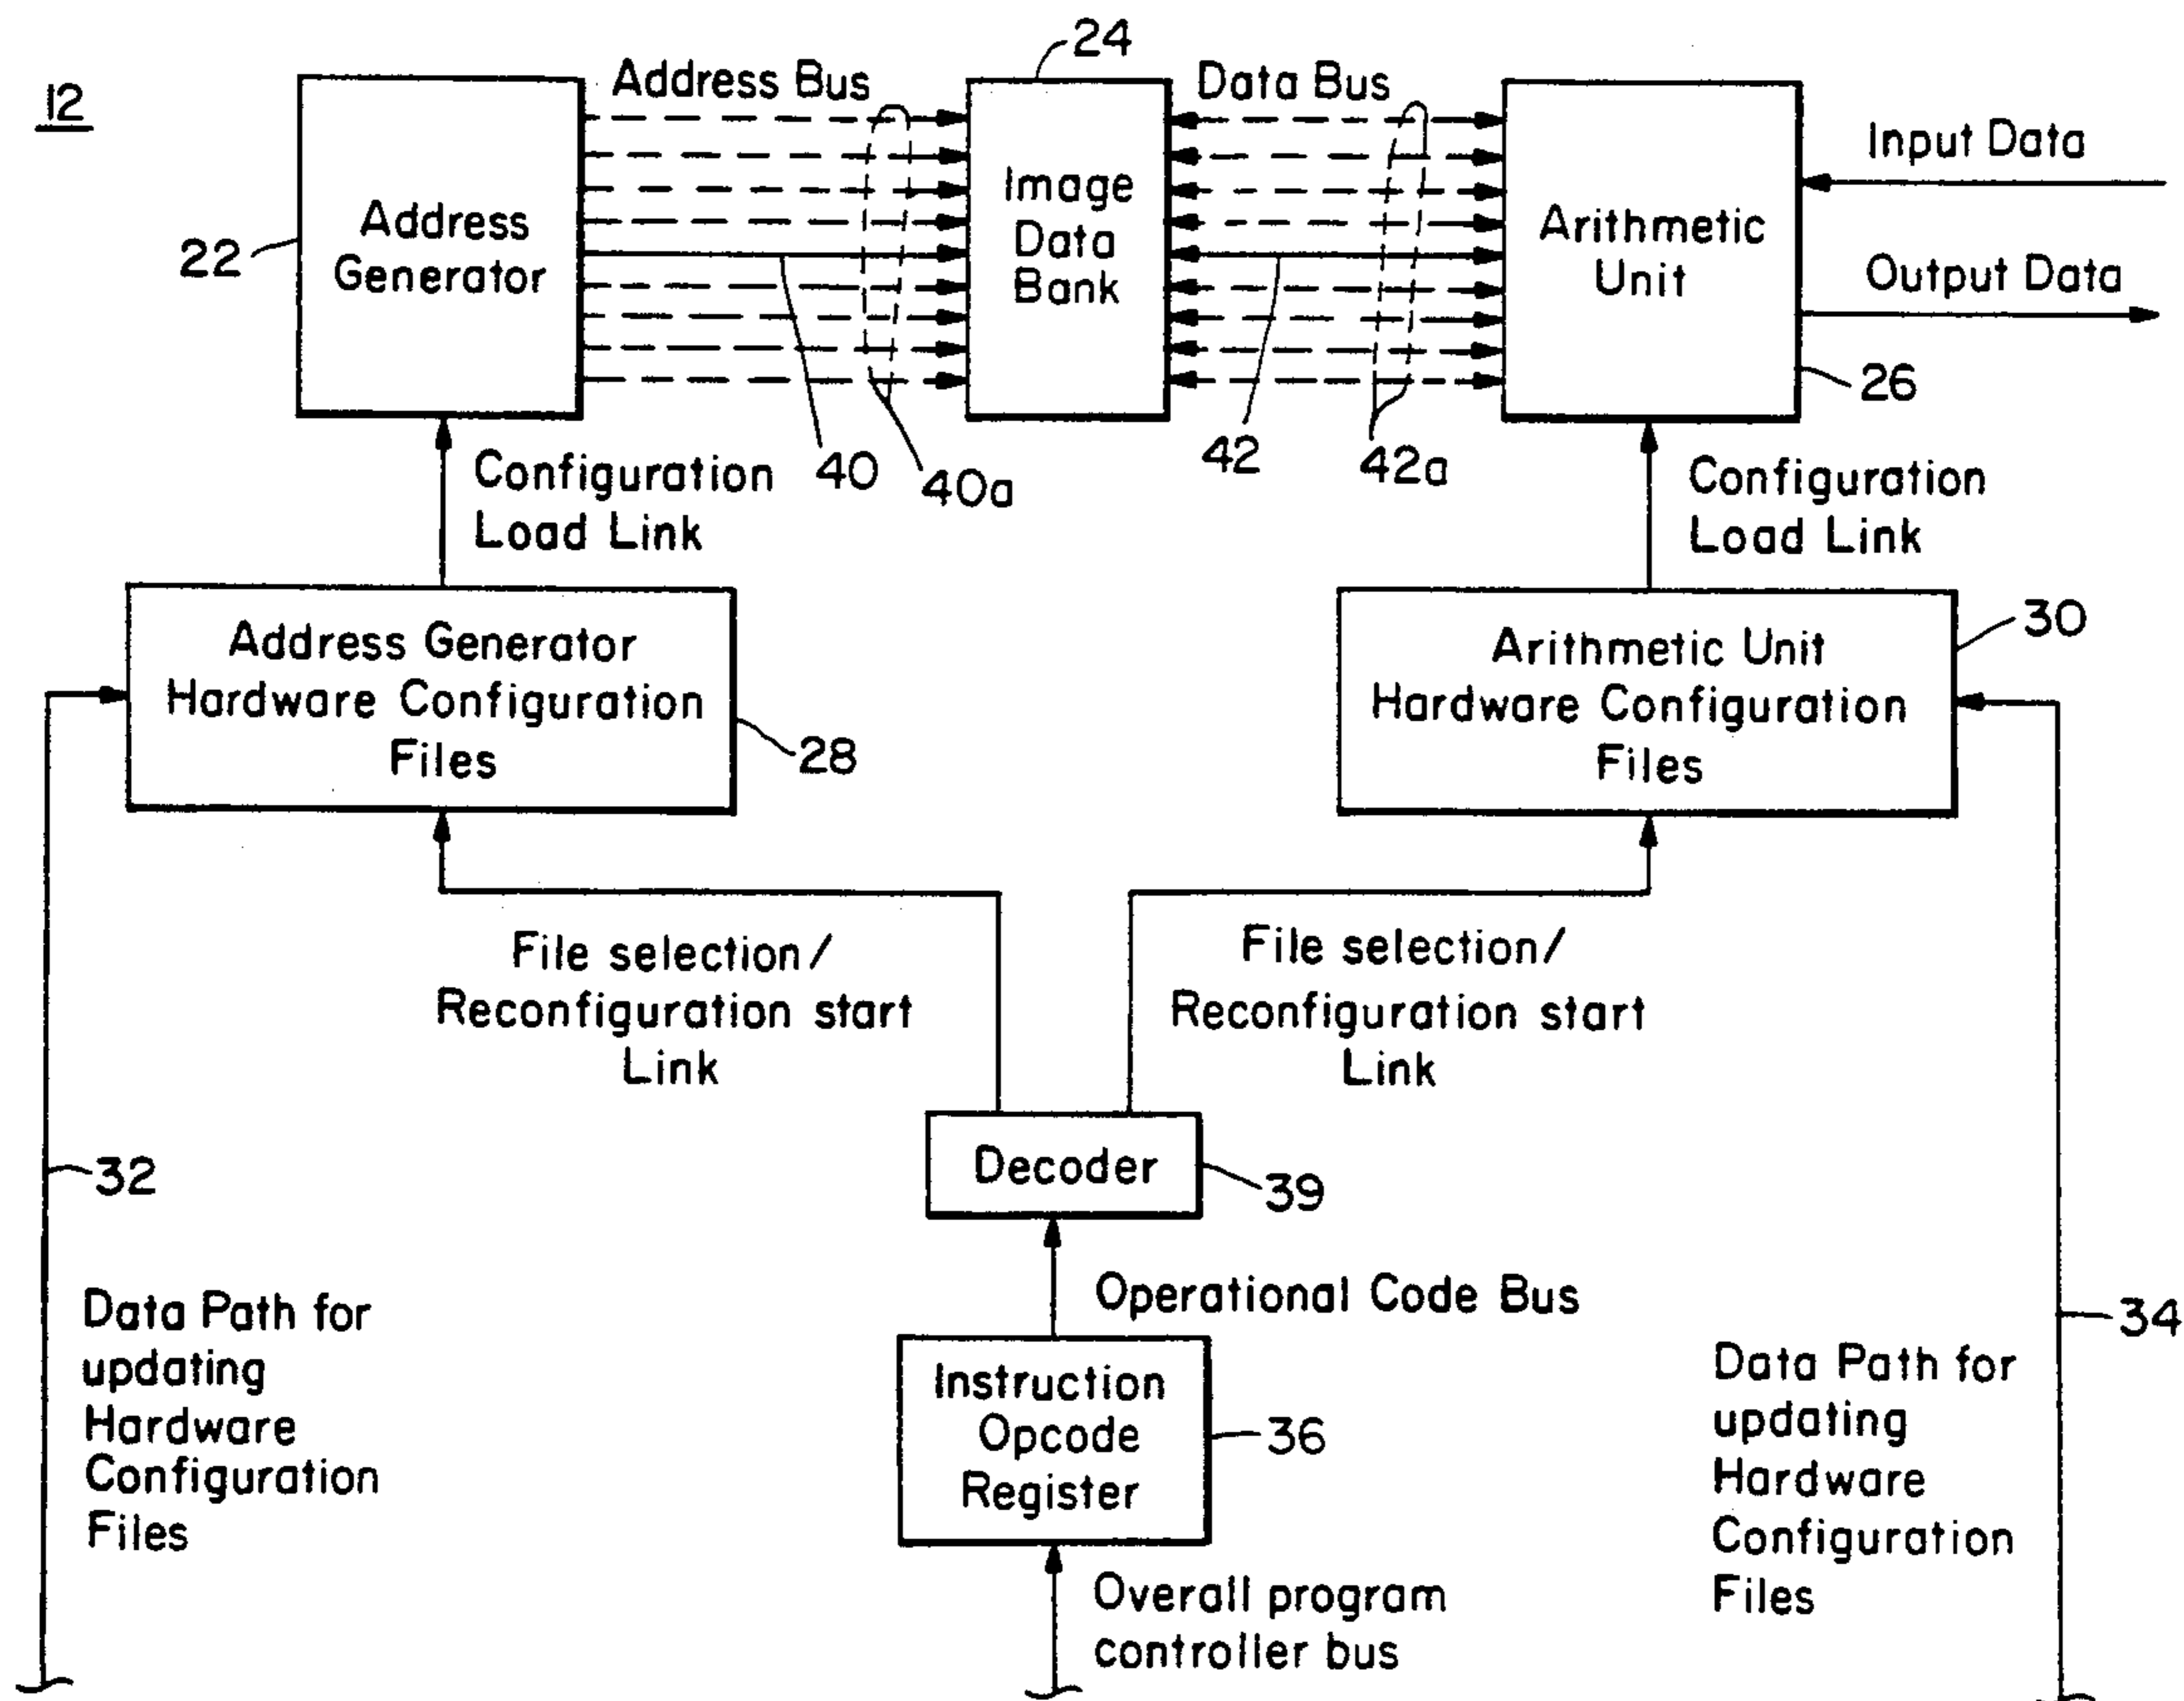 12
24
Address Bus
Data Bus
Input Data
Output Data
22
Address
Generator
Image
Data
Bank
Arithmetic
Unit
26
40
40a
42
42a
Configuration
Load Link
Configuration
Load Link
Address Generator
Hardware Configuration
Files
28
Arithmetic Unit
Hardware Configuration
Files
30
File selection/
Reconfiguration start
Link
File selection/
Reconfiguration start
Link
Decoder
39
32
34
Operational Code Bus
Data Path for
updating
Hardware
Configuration
Files
Instruction
Opcode
Register
36
Data Path for
updating
Hardware
Configuration
Files
Overall program
controller bus